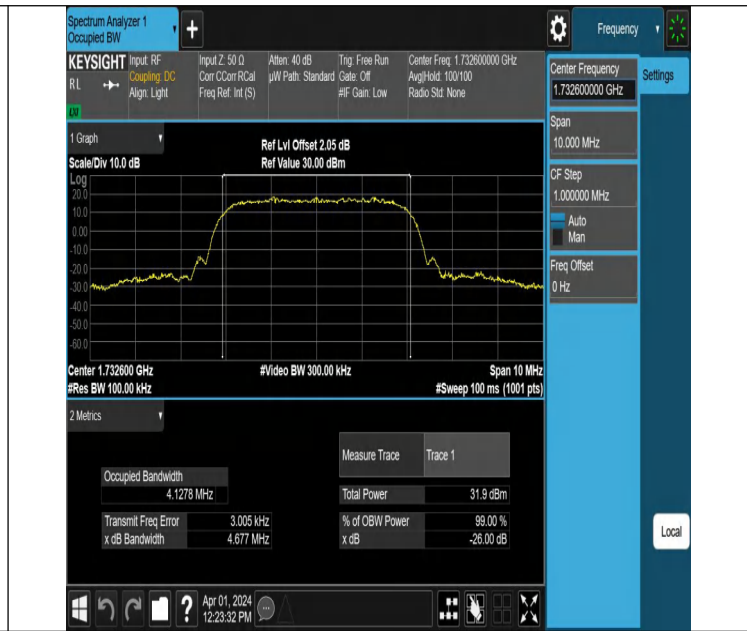 Spectrum Analyzer 1
Occupied BW
+
Frequency
KEYSIGHT
RL
LXI
Input: RF
Coupling: DC
Align: Light
Input Z: 50 Ω
Corr CCorr RCal
Freq Ref: Int (S)
Atten: 40 dB
µW Path: Standard
Trig: Free Run
Gate: Off
#IF Gain: Low
Center Freq: 1.732600000 GHz
Avg|Hold: 100/100
Radio Std: None
Center Frequency
1.732600000 GHz
Settings
Span
10.000 MHz
CF Step
1.000000 MHz
Auto
Man
Freq Offset
0 Hz
1 Graph
Scale/Div 10.0 dB
Ref Lvl Offset 2.05 dB
Ref Value 30.00 dBm
Log
20.0
10.0
0.00
-10.0
-20.0
-30.0
-40.0
-50.0
-60.0
Center 1.732600 GHz
#Video BW 300.00 kHz
Span 10 MHz
#Res BW 100.00 kHz
#Sweep 100 ms (1001 pts)
2 Metrics
Measure Trace
Trace 1
Occupied Bandwidth
4.1278 MHz
Total Power
31.9 dBm
Transmit Freq Error
3.005 kHz
% of OBW Power
99.00 %
x dB Bandwidth
4.677 MHz
x dB
-26.00 dB
Local
?
Apr 01, 2024
12:23:32 PM